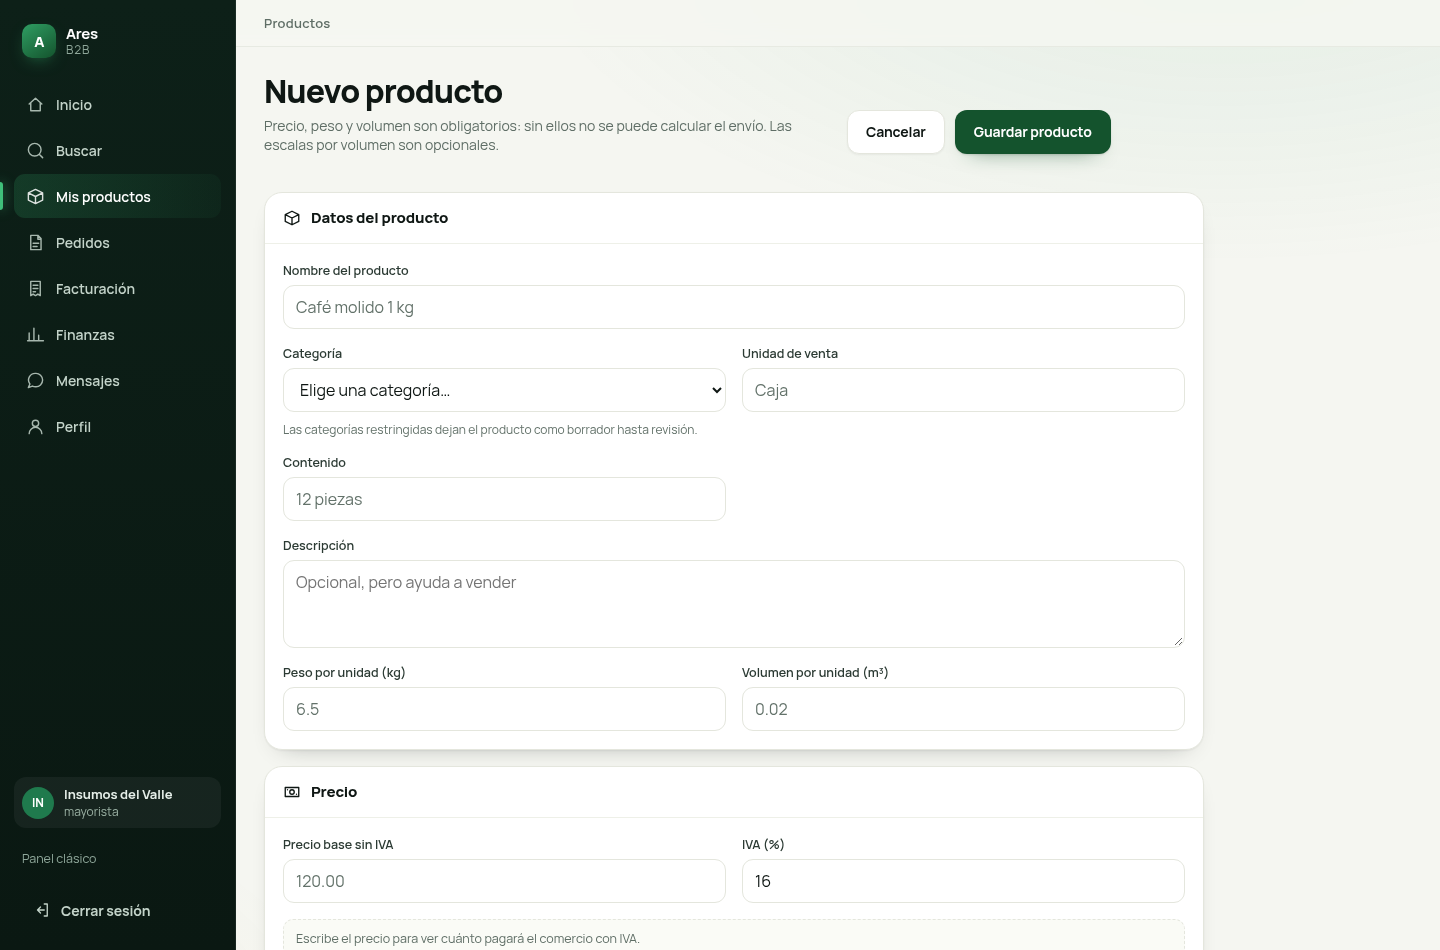 A
Ares
B2B
Inicio
Buscar
Mis productos
Pedidos
Facturación
Finanzas
Mensajes
Perfil
IN
Insumos del Valle
mayorista
Panel clásico
Cerrar sesión
Productos
Nuevo producto
Precio, peso y volumen son obligatorios: sin ellos no se puede calcular el envío. Las
escalas por volumen son opcionales.
Cancelar
Guardar producto
Datos del producto
Nombre del producto
Café molido 1 kg
Categoría
Unidad de venta
Elige una categoría...
Caja
Las categorías restringidas dejan el producto como borrador hasta revisión.
Contenido
12 piezas
Descripción
Opcional, pero ayuda a vender
Peso por unidad (kg)
Volumen por unidad (m³)
6.5
0.02
Precio
Precio base sin IVA
IVA (%)
120.00
16
Escribe el precio para ver cuánto pagará el comercio con IVA.